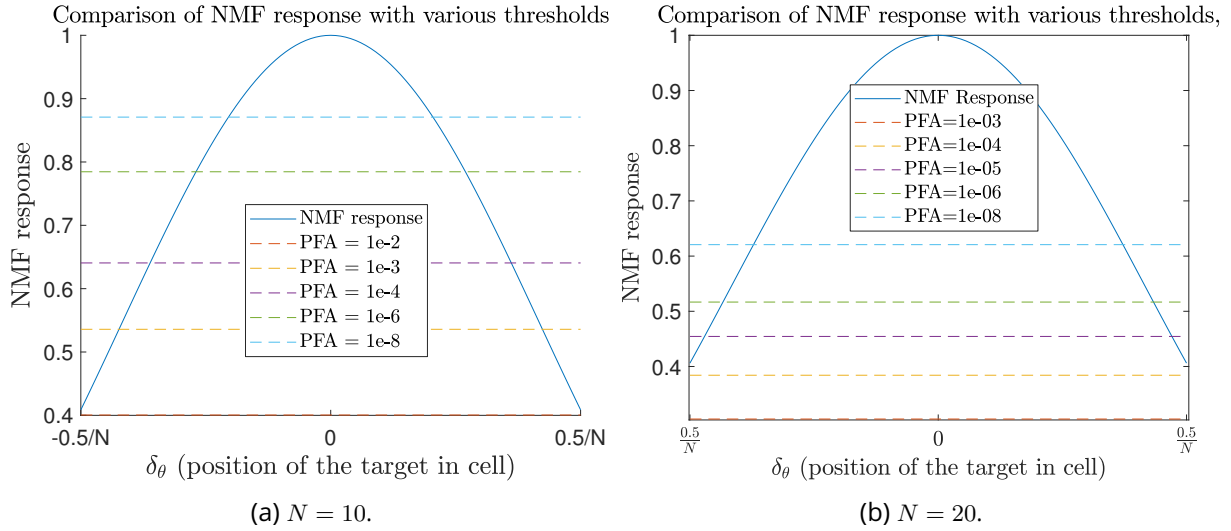 Comparison of NMF response with various thresholds
1
0.9
0.8
0.7
0.6
0.5
0.4
NMF response
NMF response
PFA = 1e-2
PFA = 1e-3
PFA = 1e-4
PFA = 1e-6
PFA = 1e-8
-0.5/N
0
0.5/N
δ_θ (position of the target in cell)
(a) N = 10.
Comparison of NMF response with various thresholds,
1
0.9
0.8
0.7
0.6
0.5
0.4
NMF response
NMF Response
PFA=1e-03
PFA=1e-04
PFA=1e-05
PFA=1e-06
PFA=1e-08
0.5/N
0
0.5/N
δ_θ (position of the target in cell)
(b) N = 20.